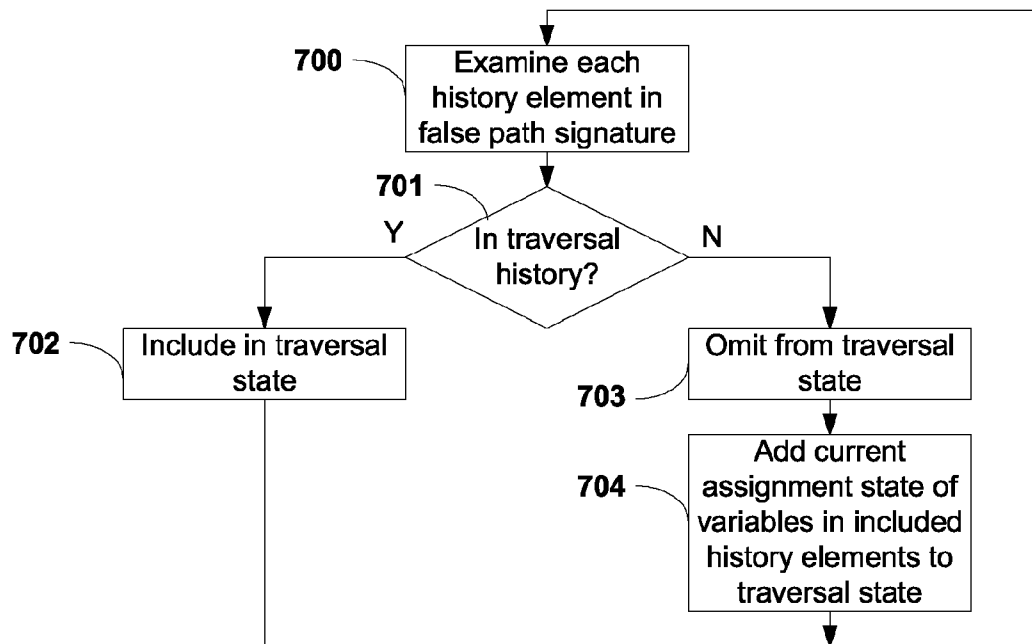 700
Examine each
history element in
false path signature
701
Y
In traversal
history?
N
702
Include in traversal
state
Omit from traversal
state
703
Add current
assignment state of
variables in included
history elements to
traversal state
704